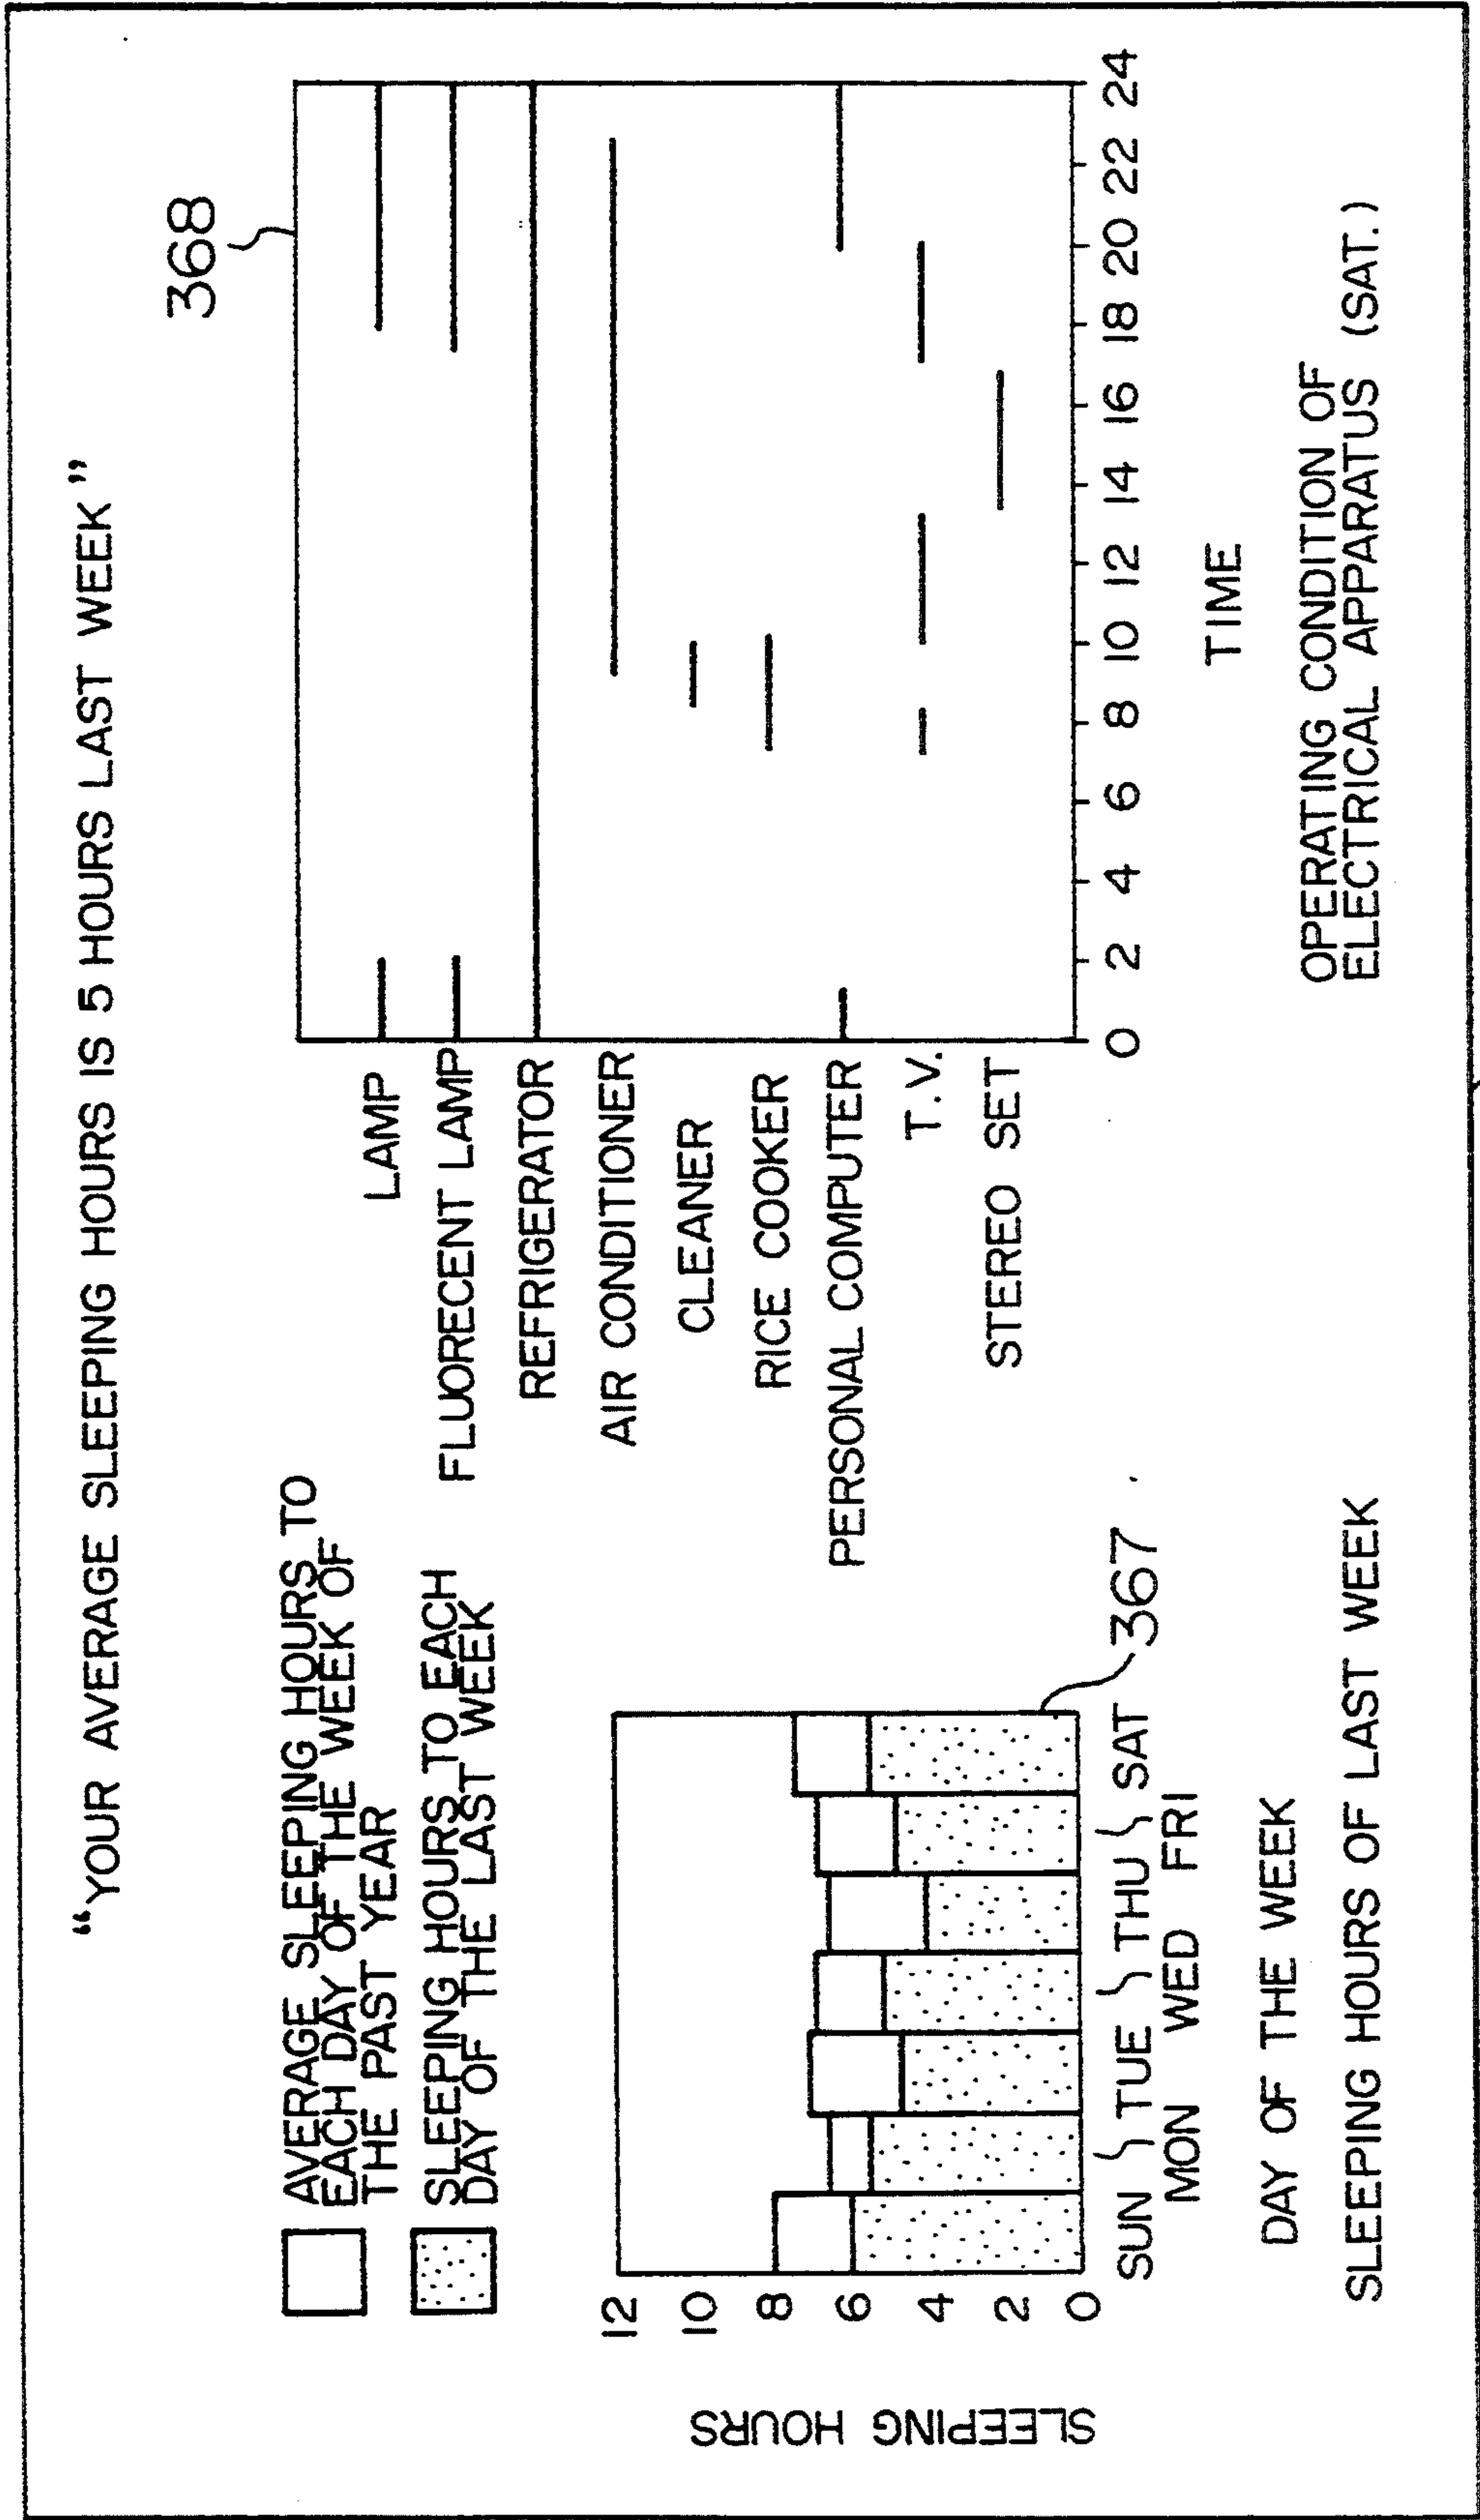 “YOUR AVERAGE SLEEPING HOURS IS 5 HOURS LAST WEEK”
AVERAGE SLEEPING HOURS TO
EACH DAY OF THE WEEK OF
THE PAST YEAR
SLEEPING HOURS TO EACH
DAY OF THE LAST WEEK
SLEEPING HOURS
12
10
8
6
4
2
0
SUN TUE THU SAT
MON WED FRI
DAY OF THE WEEK
SLEEPING HOURS OF LAST WEEK
367
368
LAMP
FLUORECENT LAMP
REFRIGERATOR
AIR CONDITIONER
CLEANER
RICE COOKER
PERSONAL COMPUTER
T.V.
STEREO SET
0 2 4 6 8 10 12 14 16 18 20 22 24
TIME
OPERATING CONDITION OF
ELECTRICAL APPARATUS (SAT.)